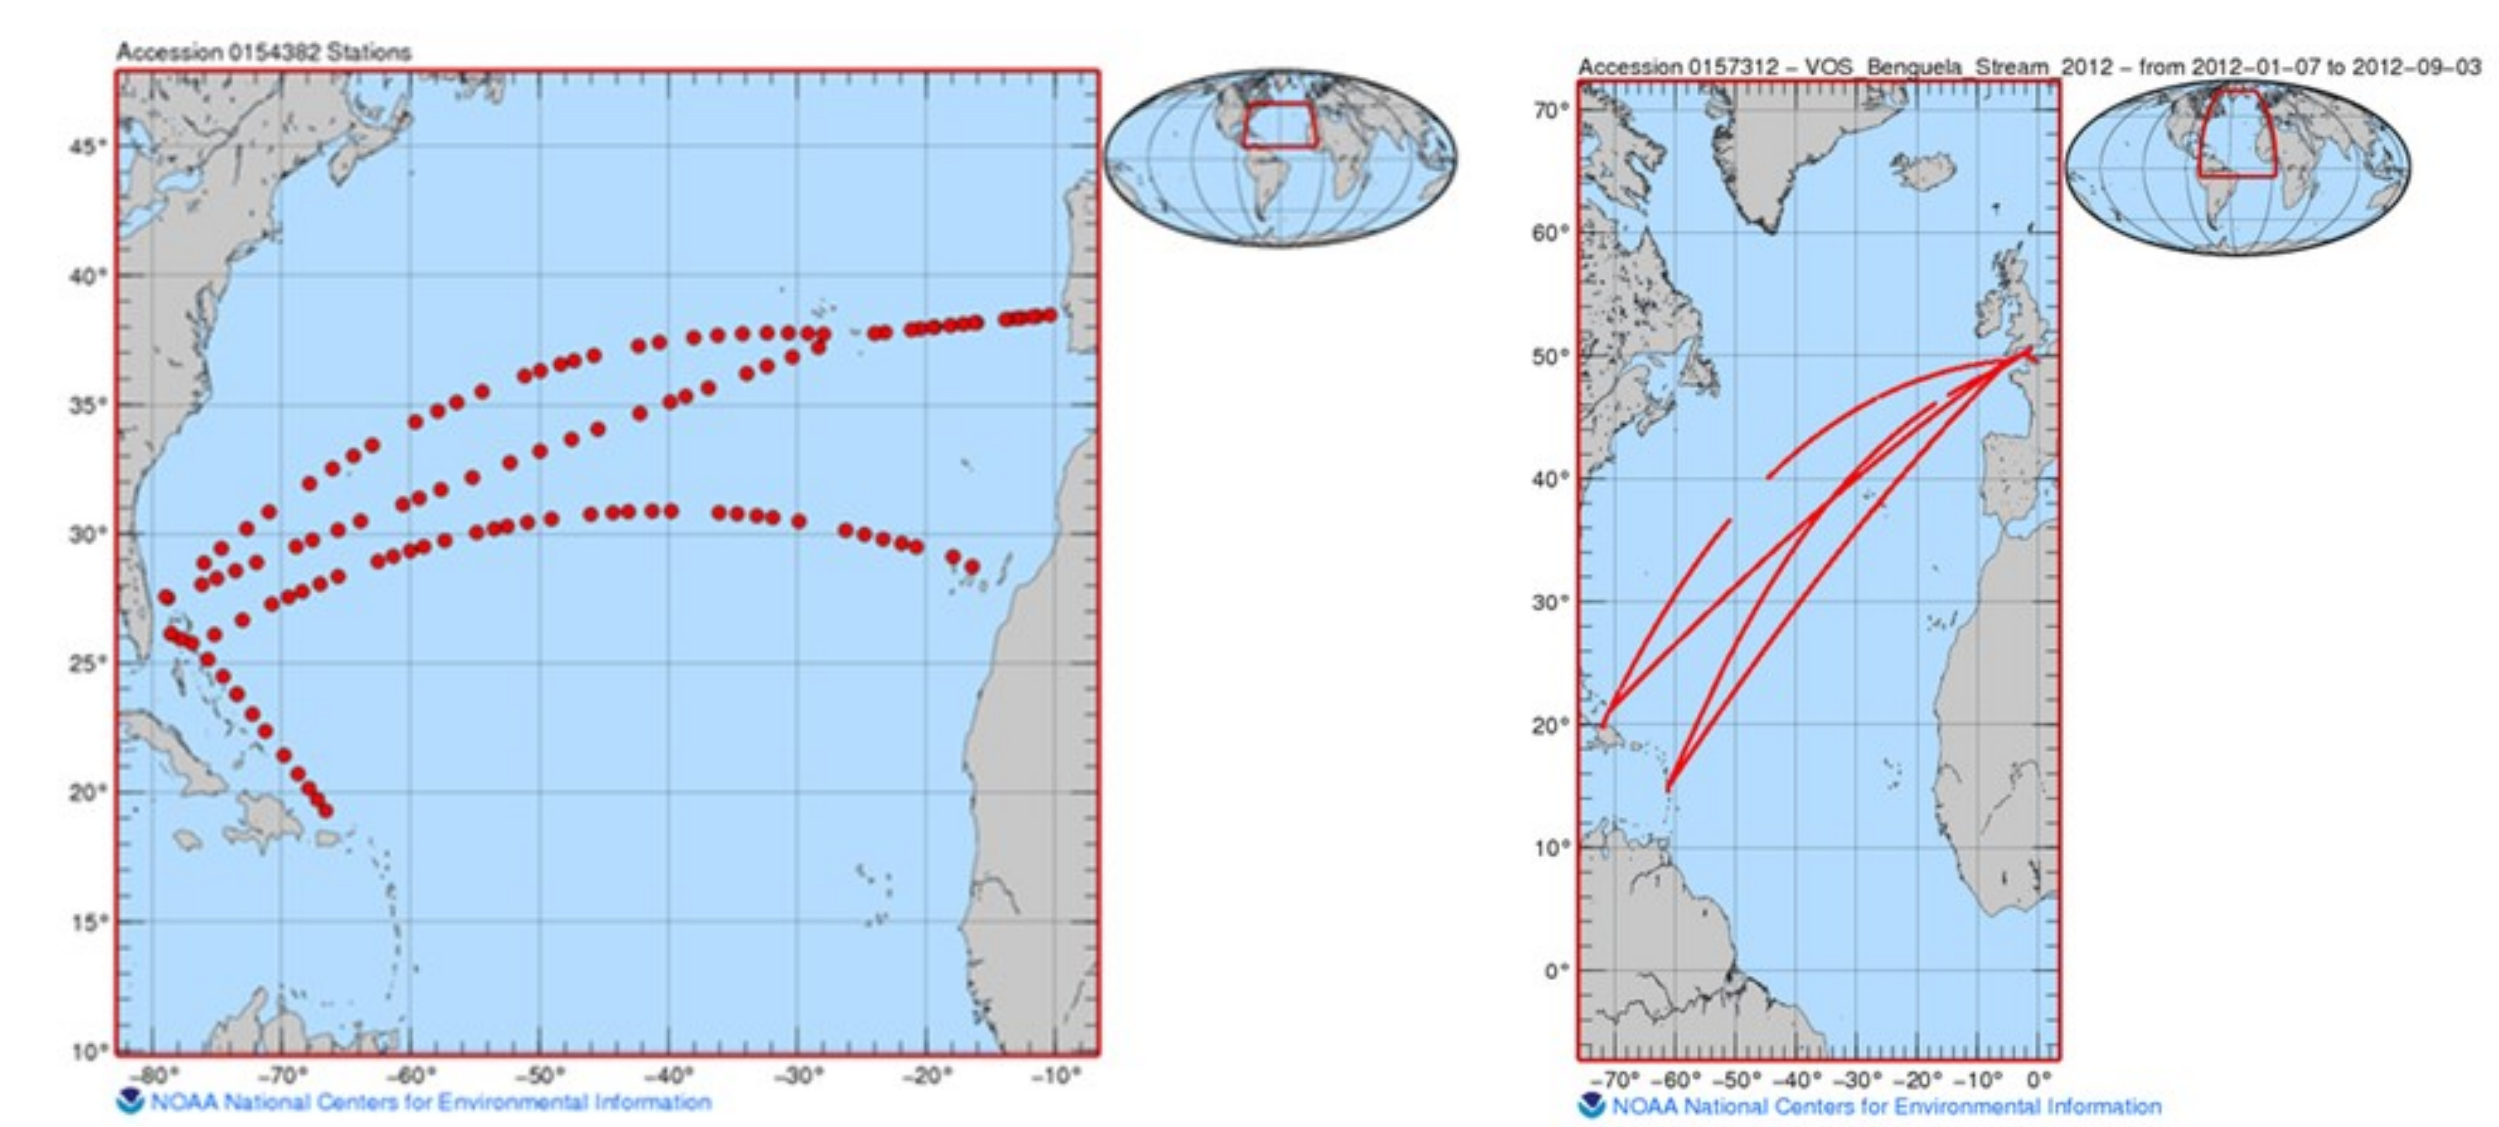 Accession 0154382 Stations
45°
40°
35°
30°
25°
20°
15°
10°
−80° −70° −60° −50° −40° −30° −20° −10°
NOAA National Centers for Environmental Information
Accession 0157312 − VOS_Benquela_Stream_2012 − from 2012−01−07 to 2012−09−03
70°
60°
50°
40°
30°
20°
10°
0°
−70° −60° −50° −40° −30° −20° −10° 0°
NOAA National Centers for Environmental Information